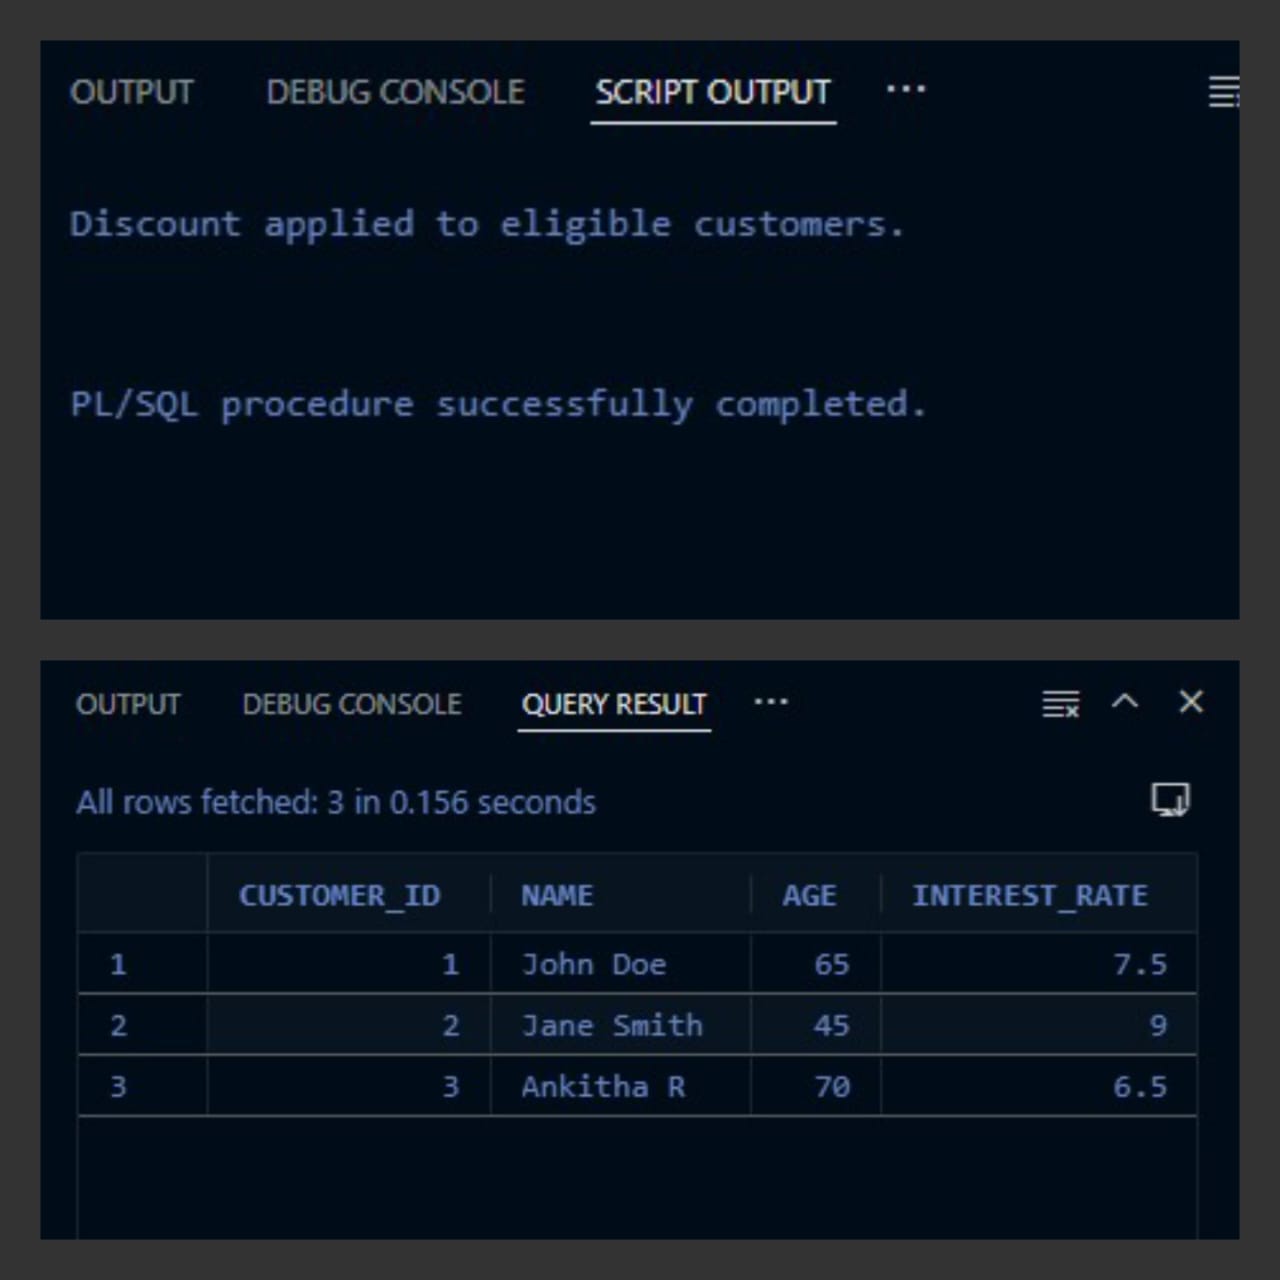 OUTPUT DEBUG CONSOLE SCRIPT OUTPUT ...
Discount applied to eligible customers.
PL/SQL procedure successfully completed.
OUTPUT DEBUG CONSOLE QUERY RESULT ...
All rows fetched: 3 in 0.156 seconds
CUSTOMER_ID NAME AGE INTEREST_RATE
1 1 John Doe 65 7.5
2 2 Jane Smith 45 9
3 3 Ankitha R 70 6.5